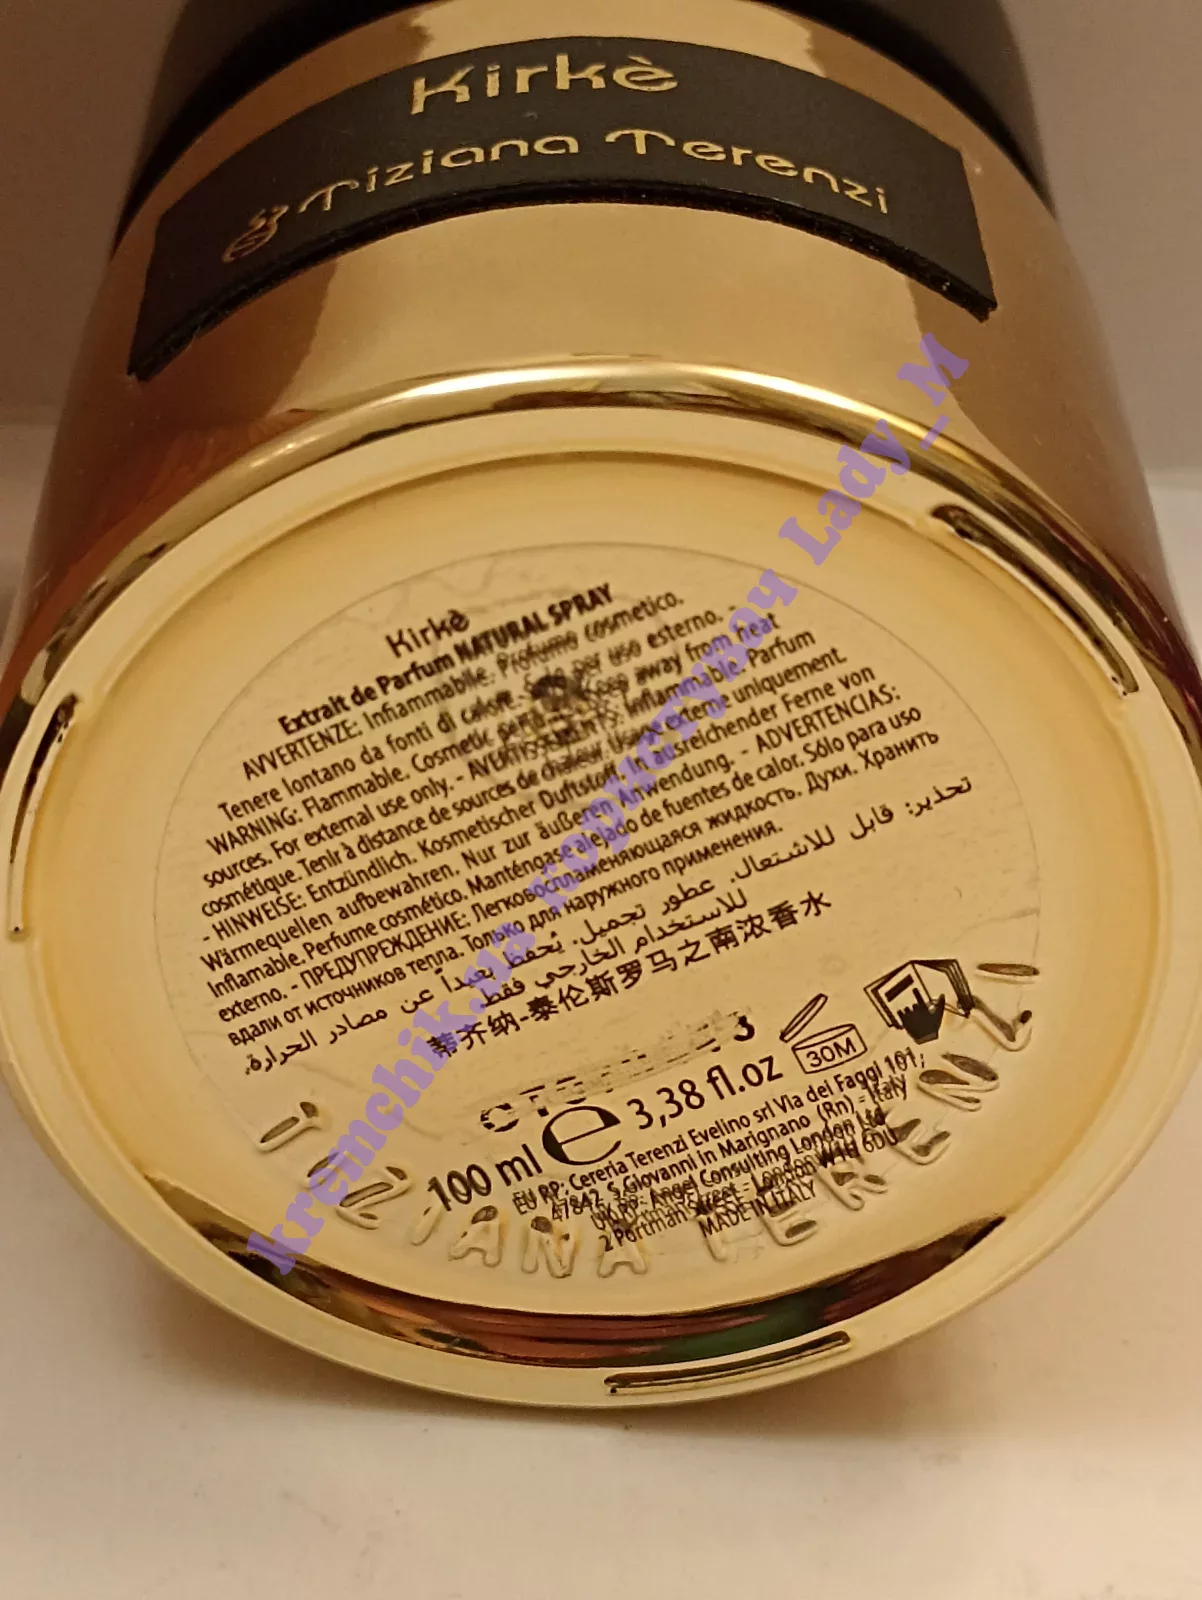 Kirkè
Tiziana Terenzi
Kirkè
Extrait de Parfum NATURAL SPRAY
AVVERTENZE: Infiammabile. Profumo cosmetico.
Tenere lontano da fonti di calore. Solo per uso esterno. -
WARNING: Flammable. Cosmetic perfume. Keep away from heat
sources. For external use only. - AVERTISSEMENTS: Inflammable. Parfum
cosmétique. Tenir à distance de sources de chaleur. Usage externe uniquement.
- HINWEISE: Entzündlich. Kosmetischer Duftstoff. In ausreichender Ferne von
Wärmequellen aufbewahren. Nur zur äußeren Anwendung. - ADVERTENCIAS:
Inflamable. Perfume cosmético. Manténgase alejado de fuentes de calor. Sólo para uso
externo. - ПРЕДУПРЕЖДЕНИЕ: Легковоспламеняющаяся жидкость. Духи. Хранить
вдали от источников тепла. Только для наружного применения.
تحذير: قابل للاشتعال. عطور تجميل. يُحفظ بعيداً عن مصادر الحرارة.
للاستخدام الخارجي فقط
蒂齐纳-泰伦斯罗马之南浓香水
100 ml e 3,38 fl.oz
30M
EU RP: Cereria Terenzi Evelino srl Via dei Faggi 101,
47842 S.Giovanni in Marignano (Rn) - Italy
UK RP: Angel Consulting London Ltd
2 Portman Street - London W1H 6DU
MADE IN ITALY
TIZIANA TERENZI
kremchik.ua Користувач Lady_M